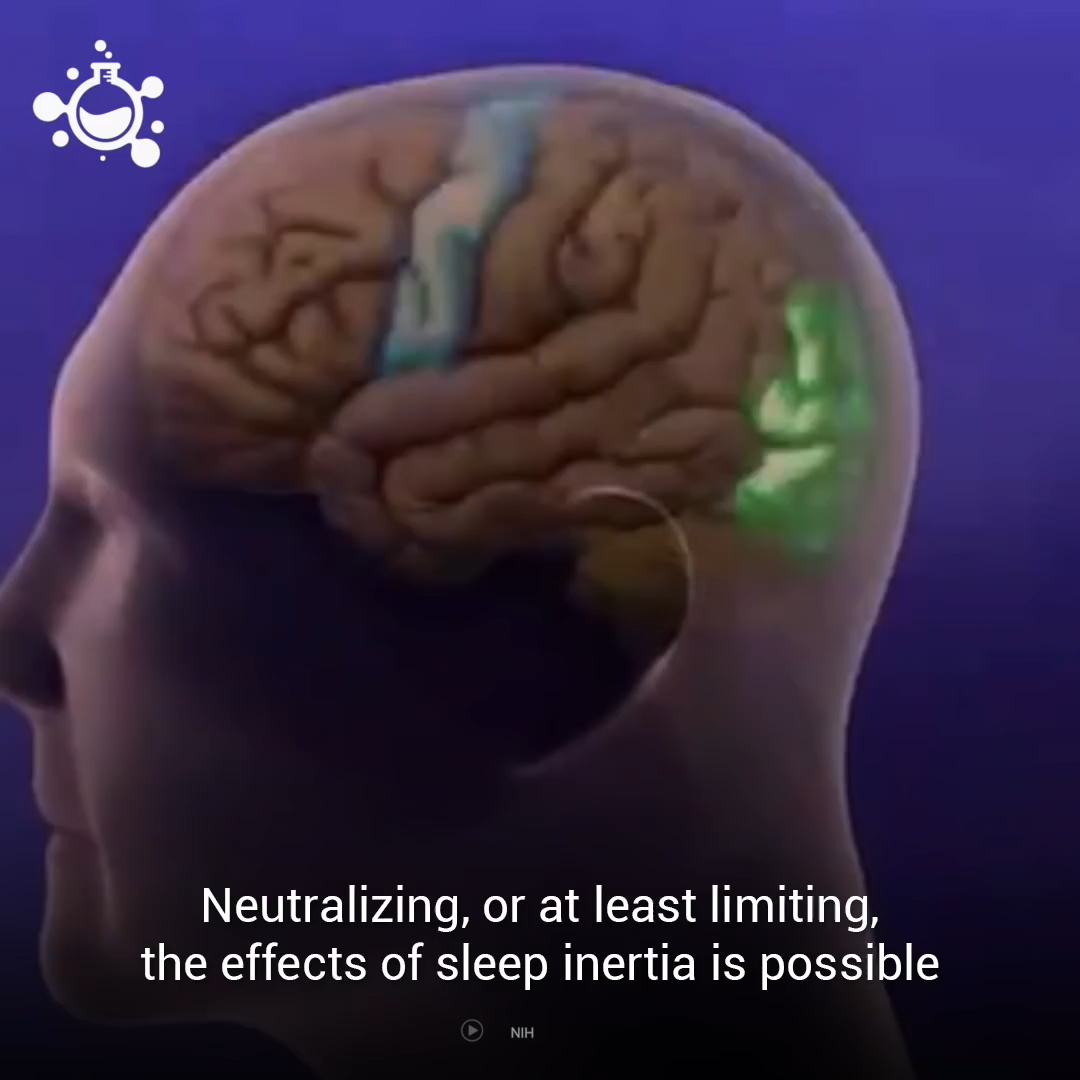 Neutralizing, or at least limiting,
the effects of sleep inertia is possible
NIH